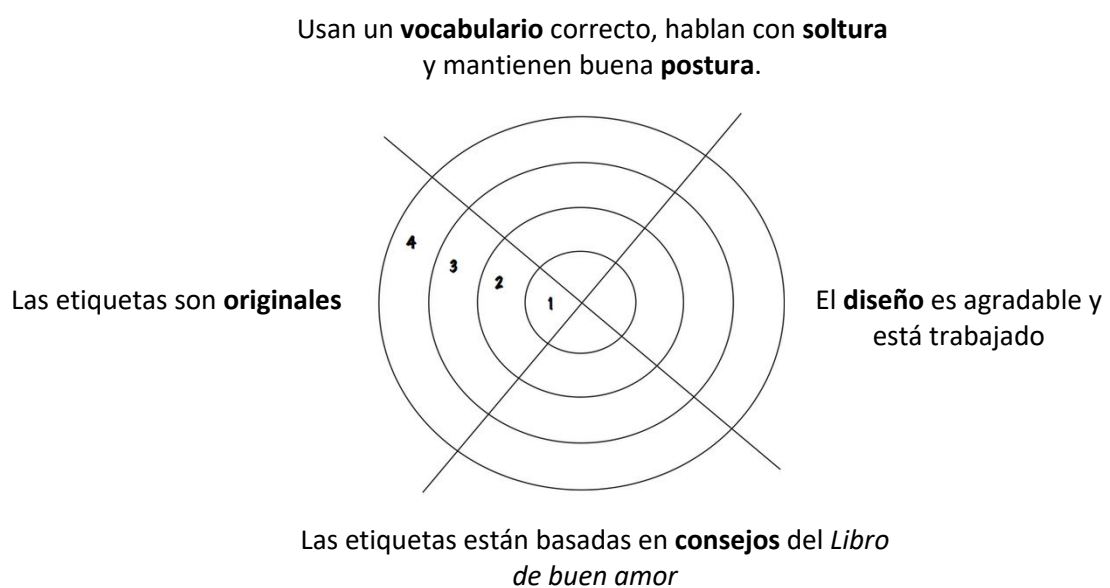 Usan un vocabulario correcto, hablan con soltura
y mantienen buena postura.
4
3
2
1
Las etiquetas son originales
El diseño es agradable y
está trabajado
Las etiquetas están basadas en consejos del Libro
de buen amor